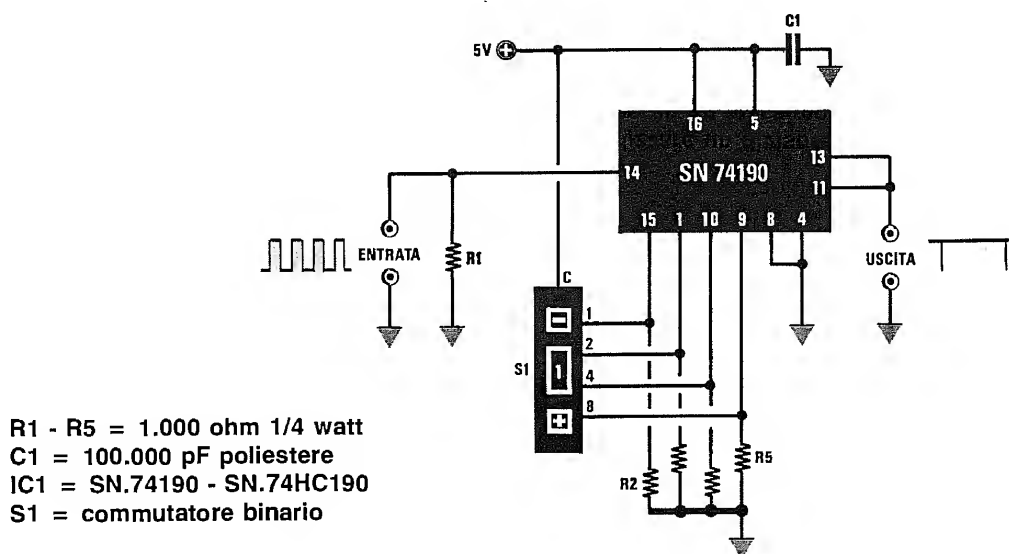 C1
5V
16 5
13
14 SN 74190
11
15 1 10 9 8 4
ENTRATA R1 USCITA
C
1
2
S1 1
4
8
R2 R5
R1 - R5 = 1.000 ohm 1/4 watt
C1 = 100.000 pF poliestere
IC1 = SN.74190 - SN.74HC190
S1 = commutatore binario